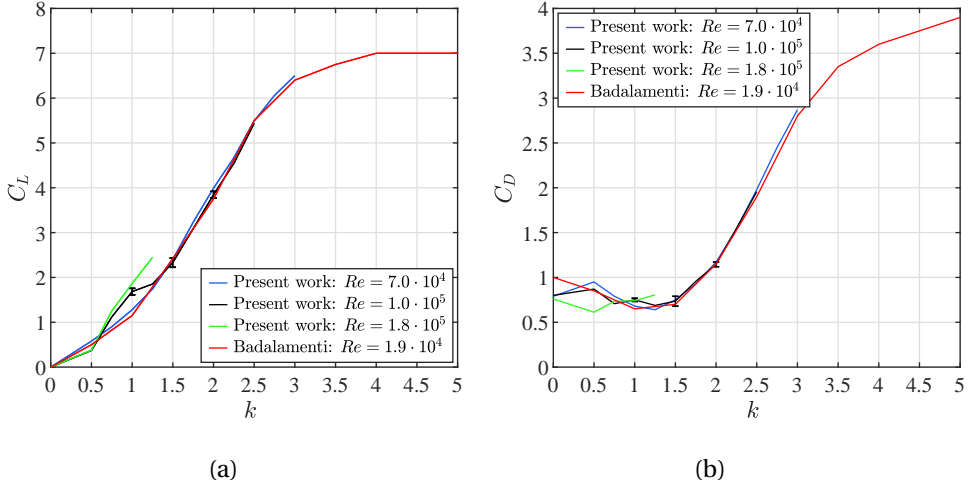 8
7
6
5
4
3
2
1
0
C_L
0 0.5 1 1.5 2 2.5 3 3.5 4 4.5 5
k
Present work: Re = 7.0 · 10^4
Present work: Re = 1.0 · 10^5
Present work: Re = 1.8 · 10^5
Badalamenti: Re = 1.9 · 10^4
(a)
4
3.5
3
2.5
2
1.5
1
0.5
0
C_D
0 0.5 1 1.5 2 2.5 3 3.5 4 4.5 5
k
Present work: Re = 7.0 · 10^4
Present work: Re = 1.0 · 10^5
Present work: Re = 1.8 · 10^5
Badalamenti: Re = 1.9 · 10^4
(b)